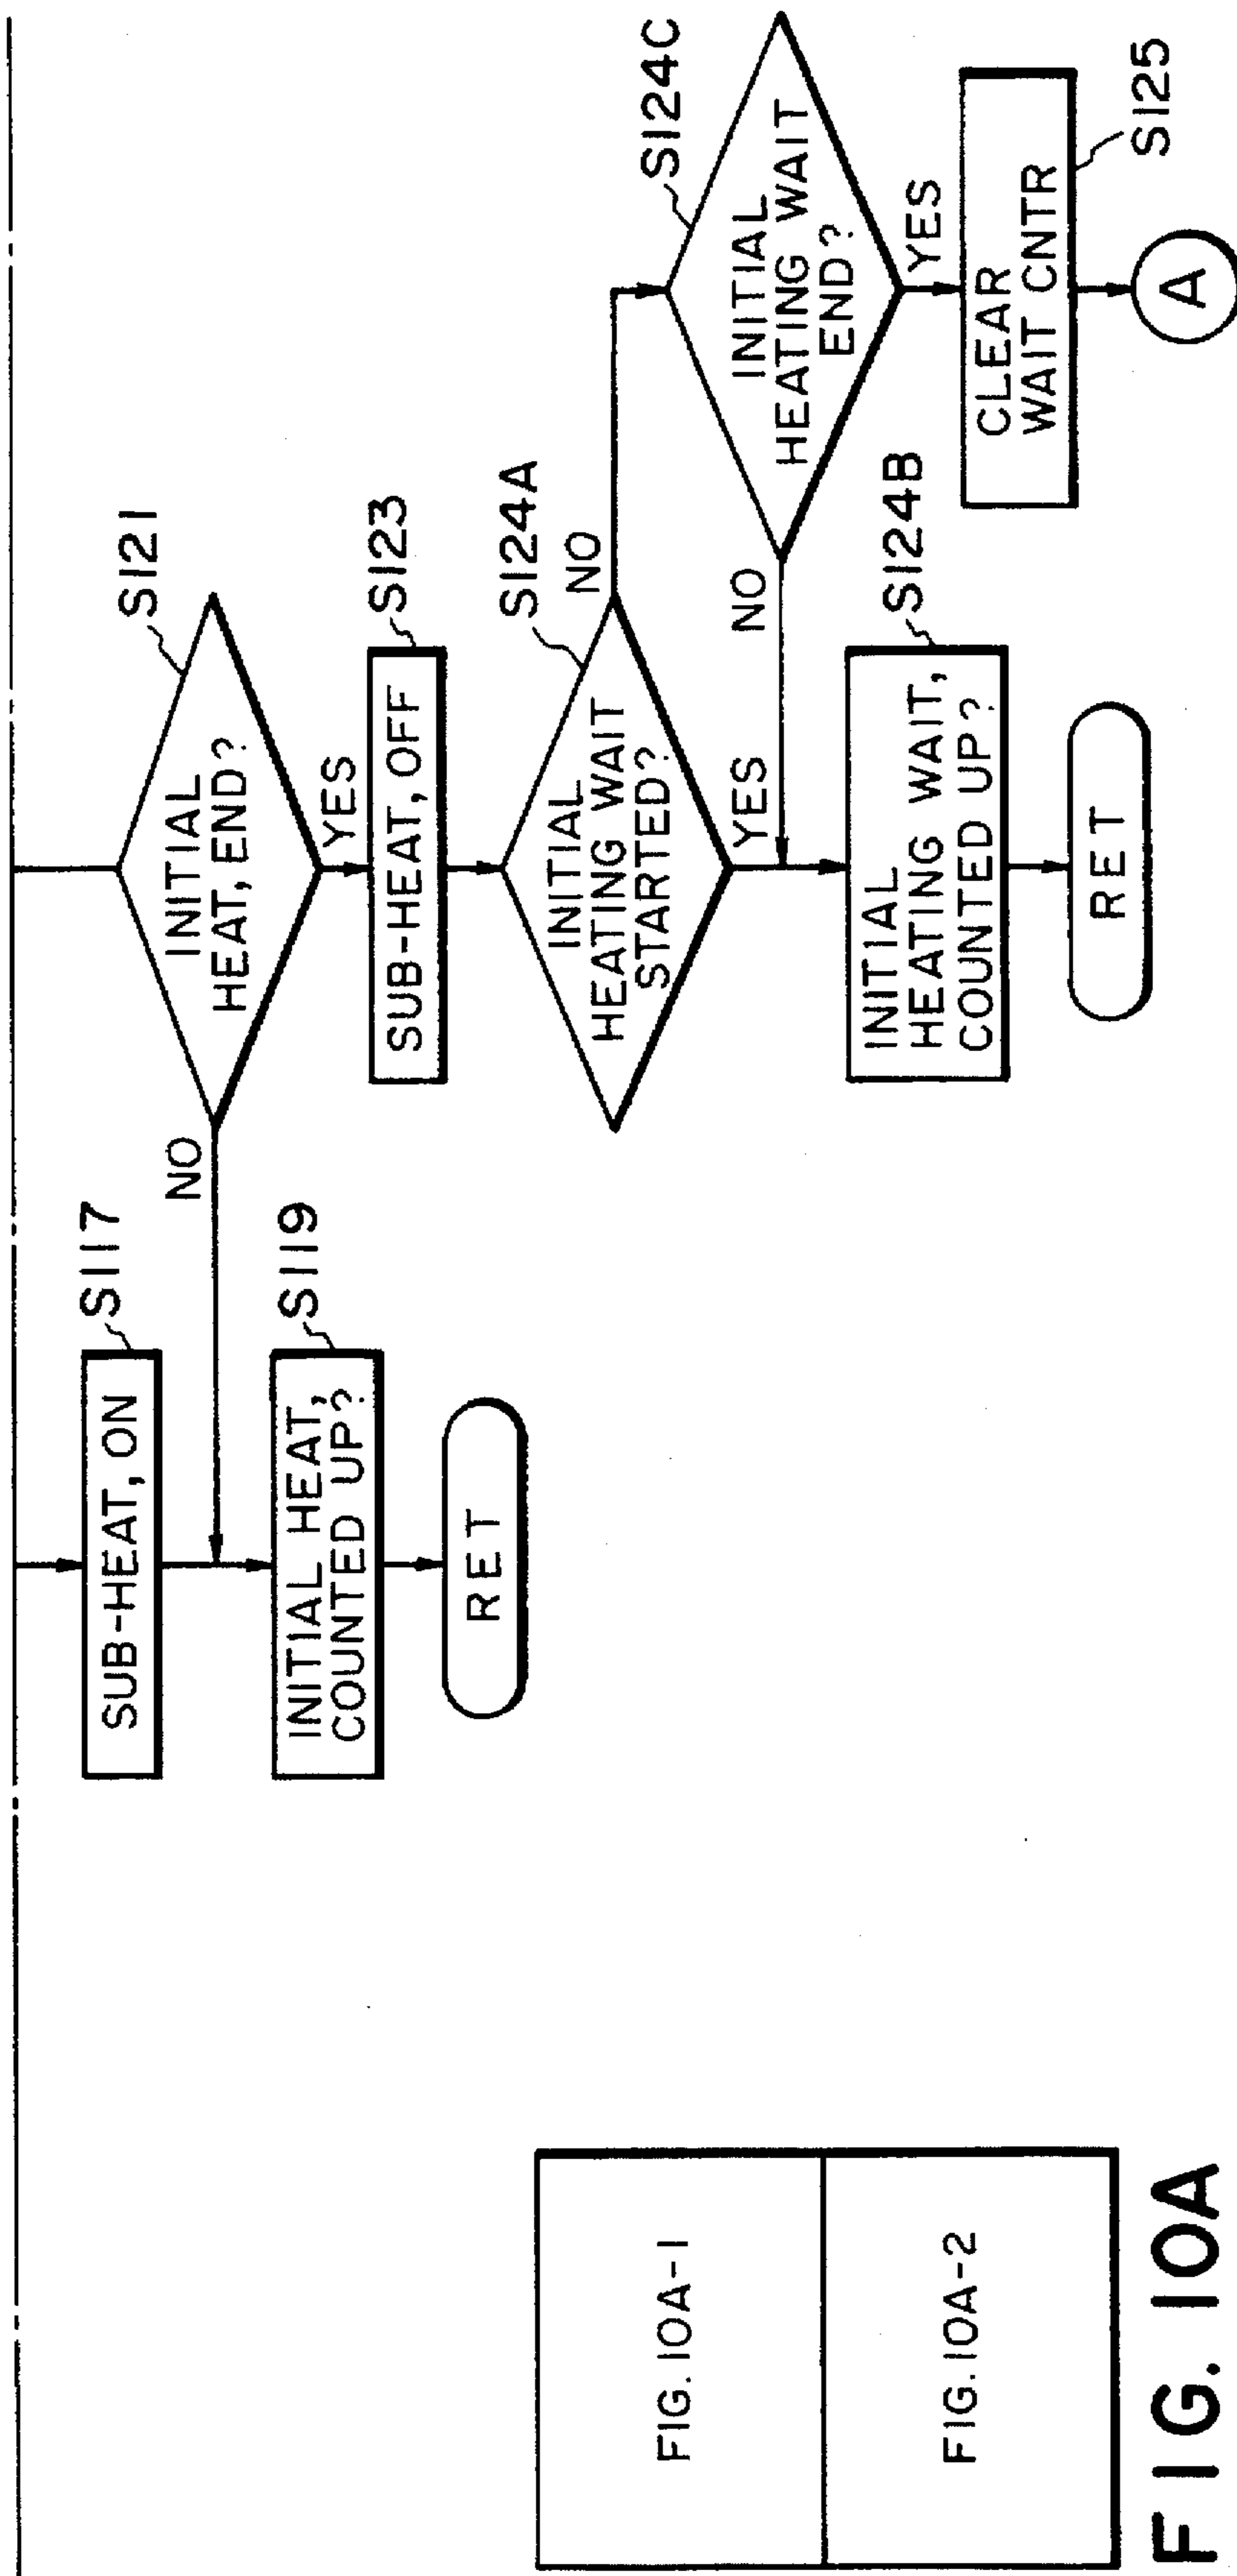 S117
SUB-HEAT, ON
NO
S119
INITIAL HEAT,
COUNTED UP?
RET
S121
INITIAL
HEAT, END?
YES
S123
SUB-HEAT, OFF
S124A
INITIAL
HEATING WAIT
STARTED?
NO
YES
S124C
INITIAL
HEATING WAIT
END?
NO
YES
S124B
INITIAL
HEATING WAIT,
COUNTED UP?
RET
CLEAR
WAIT CNTR
S125
A
FIG. 10A-1
FIG. 10A-2
FIG. 10A